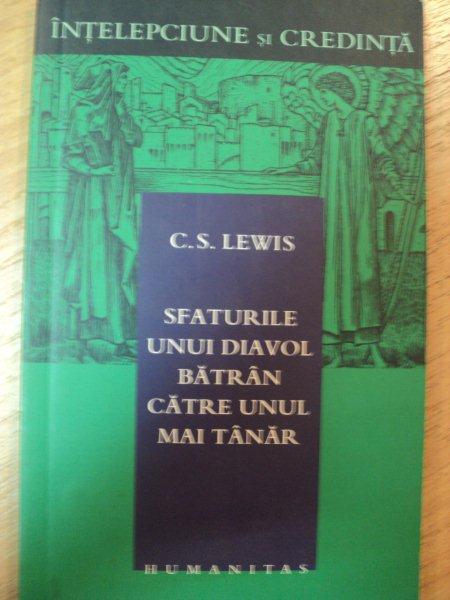 ÎNȚELEPCIUNE ȘI CREDINȚĂ
C.S. LEWIS
SFATURILE
UNUI DIAVOL
BĂTRÂN
CĂTRE UNUL
MAI TÂNĂR
HUMANITAS